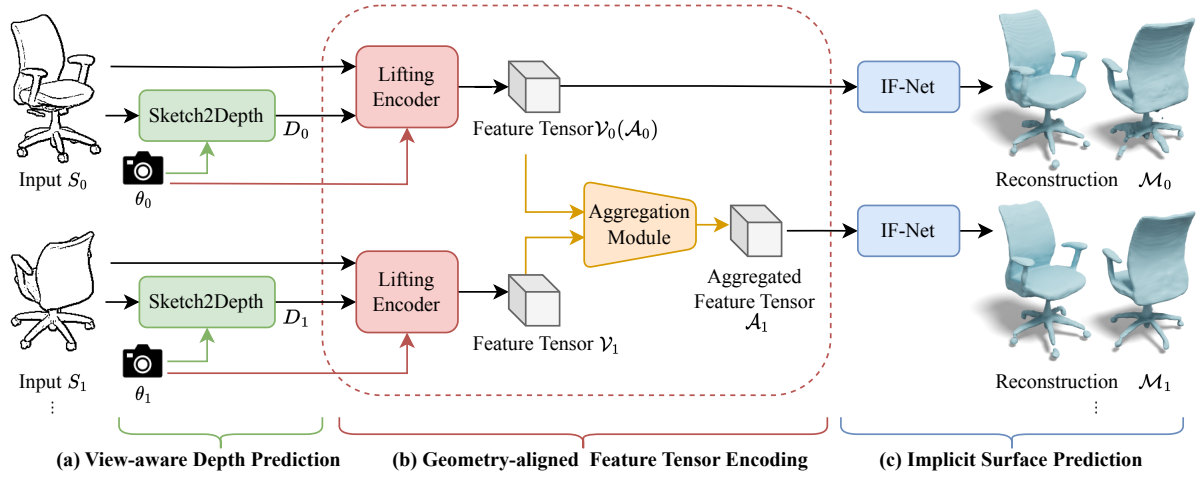 Lifting
Encoder
IF-Net
Sketch2Depth
D₀
Feature Tensor 𝒱₀(𝒜₀)
Input S₀
θ₀
Reconstruction ℳ₀
Aggregation
Module
IF-Net
Lifting
Encoder
Aggregated
Feature Tensor
𝒜₁
Sketch2Depth
D₁
Feature Tensor 𝒱₁
Input S₁
θ₁
Reconstruction ℳ₁
⋮
⋮
(a) View-aware Depth Prediction
(b) Geometry-aligned Feature Tensor Encoding
(c) Implicit Surface Prediction